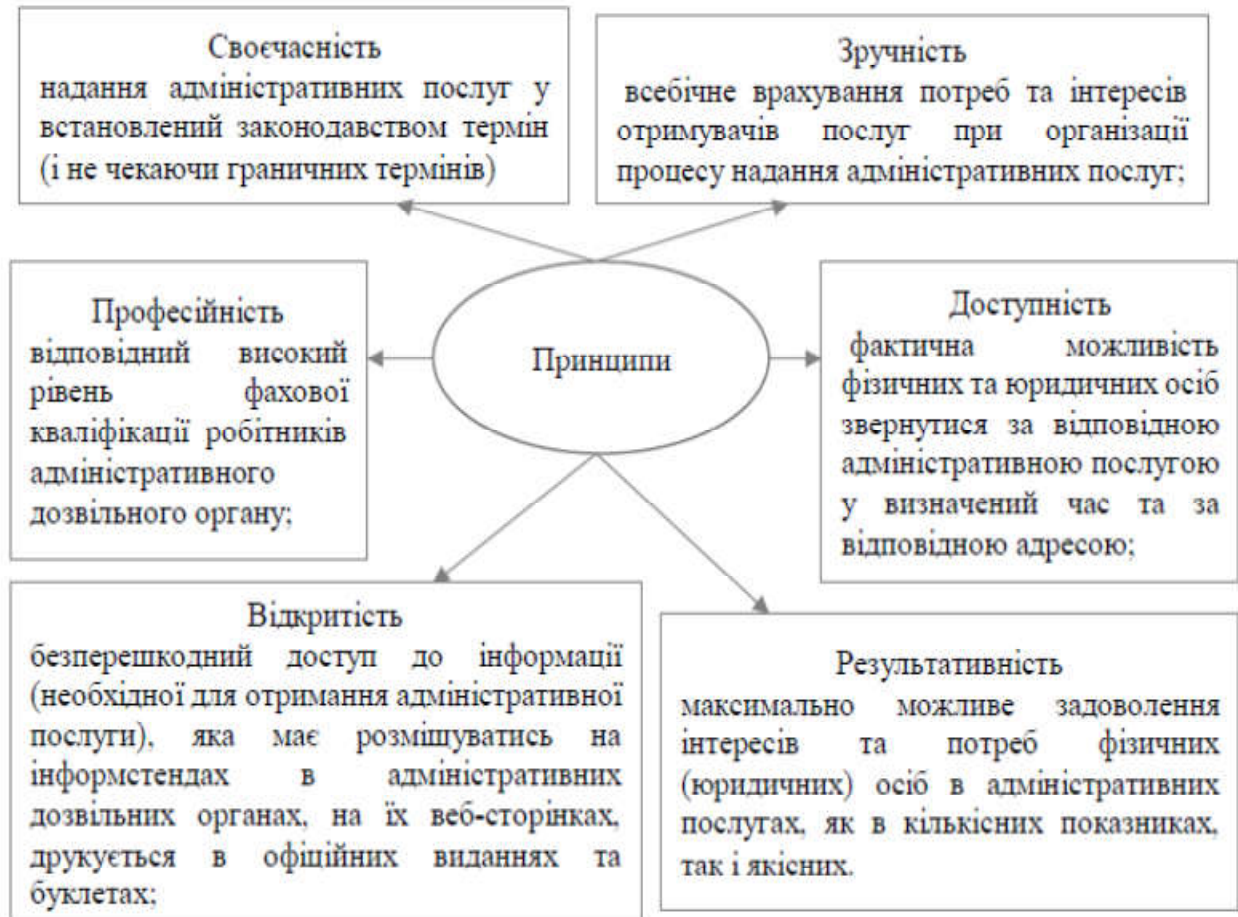 Своєчасність
надання адміністративних послуг у
встановлений законодавством термін
(і не чекаючи граничних термінів)
Зручність
всебічне врахування потреб та інтересів
отримувачів послуг при організації
процесу надання адміністративних послуг;
Професійність
відповідний високий
рівень фахової
кваліфікації робітників
адміністративного
дозвільного органу;
Принципи
Доступність
фактична можливість
фізичних та юридичних осіб
звернутися за відповідною
адміністративною послугою
у визначений час та за
відповідною адресою;
Відкритість
безперешкодний доступ до інформації
(необхідної для отримання адміністративної
послуги), яка має розміщуватись на
інформстендах в адміністративних
дозвільних органах, на їх веб-сторінках,
друкується в офіційних виданнях та
буклетах;
Результативність
максимально можливе задоволення
інтересів та потреб фізичних
(юридичних) осіб в адміністративних
послугах, як в кількісних показниках,
так і якісних.